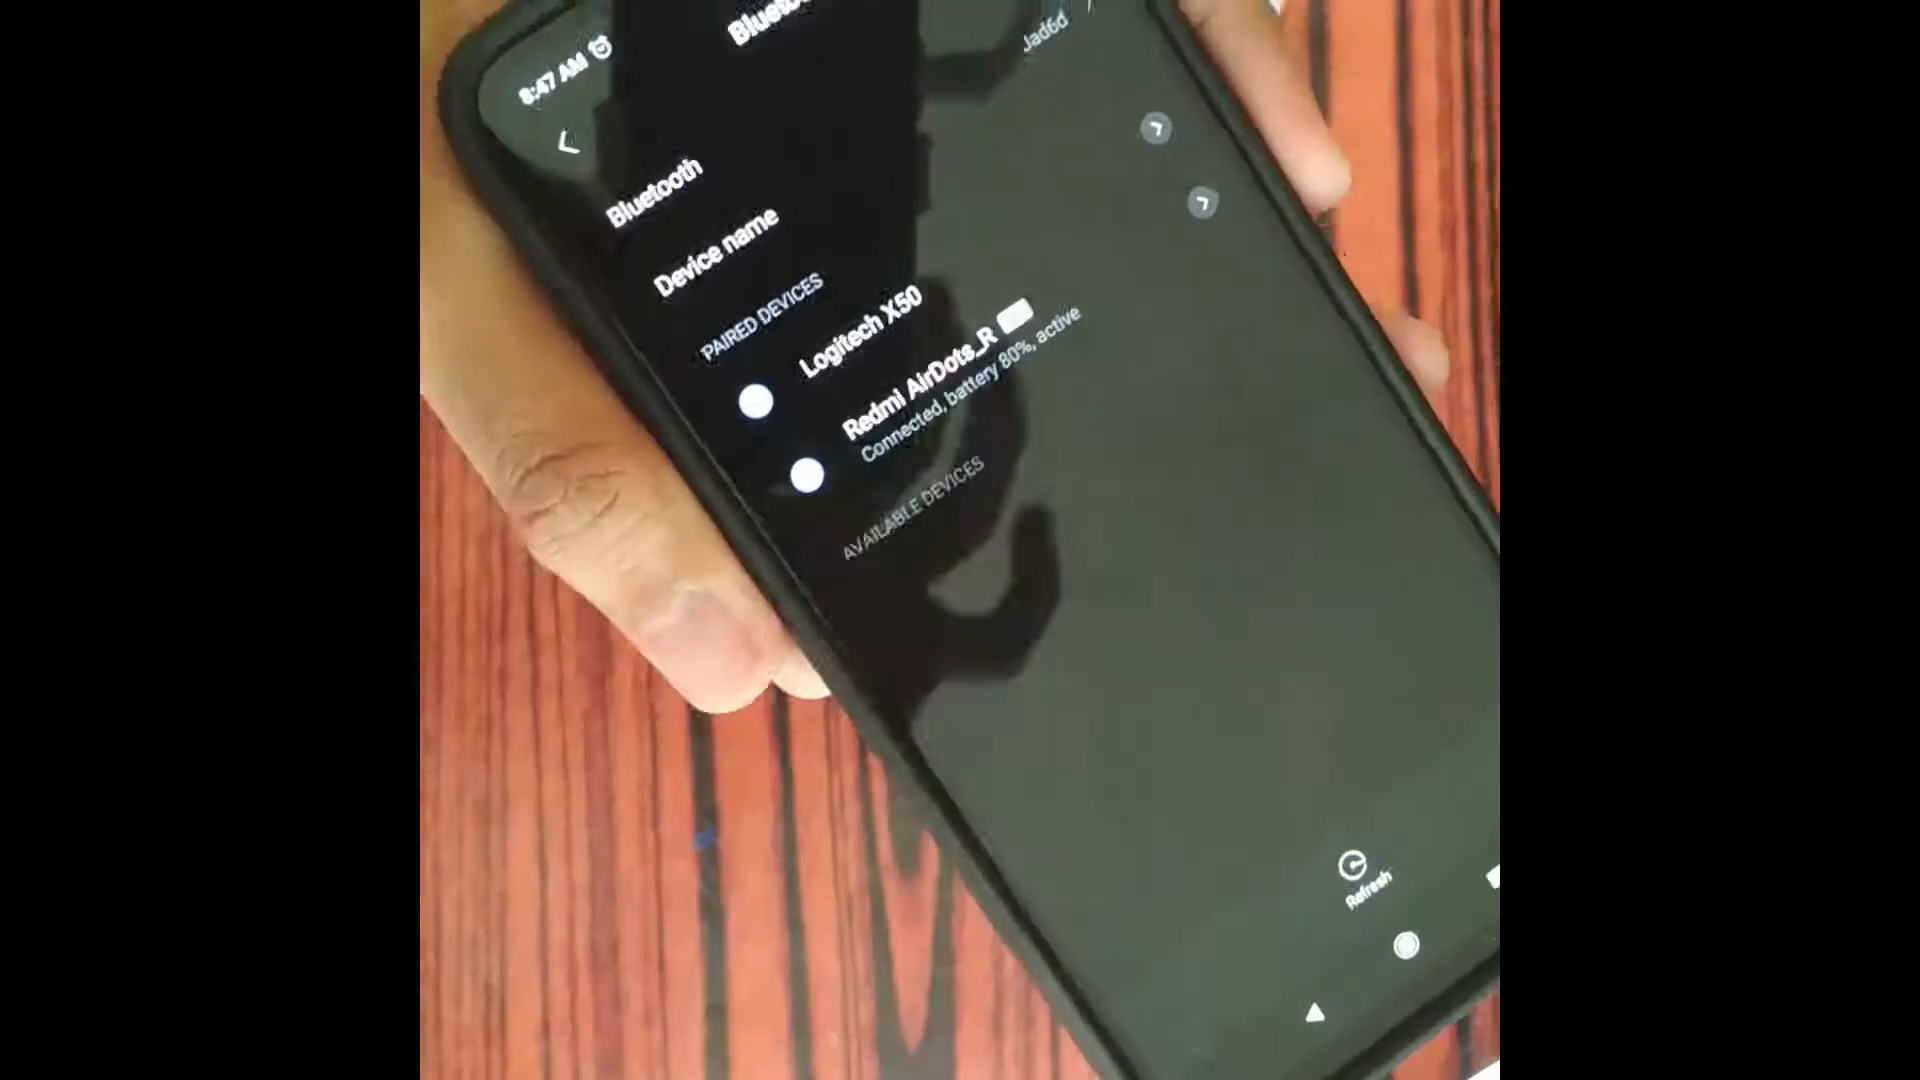 8:47 AM
Bluetooth
Device name
Jad6d
PAIRED DEVICES
Logitech X50
Redmi AirDots_R
Connected, battery 80%, active
AVAILABLE DEVICES
Refresh